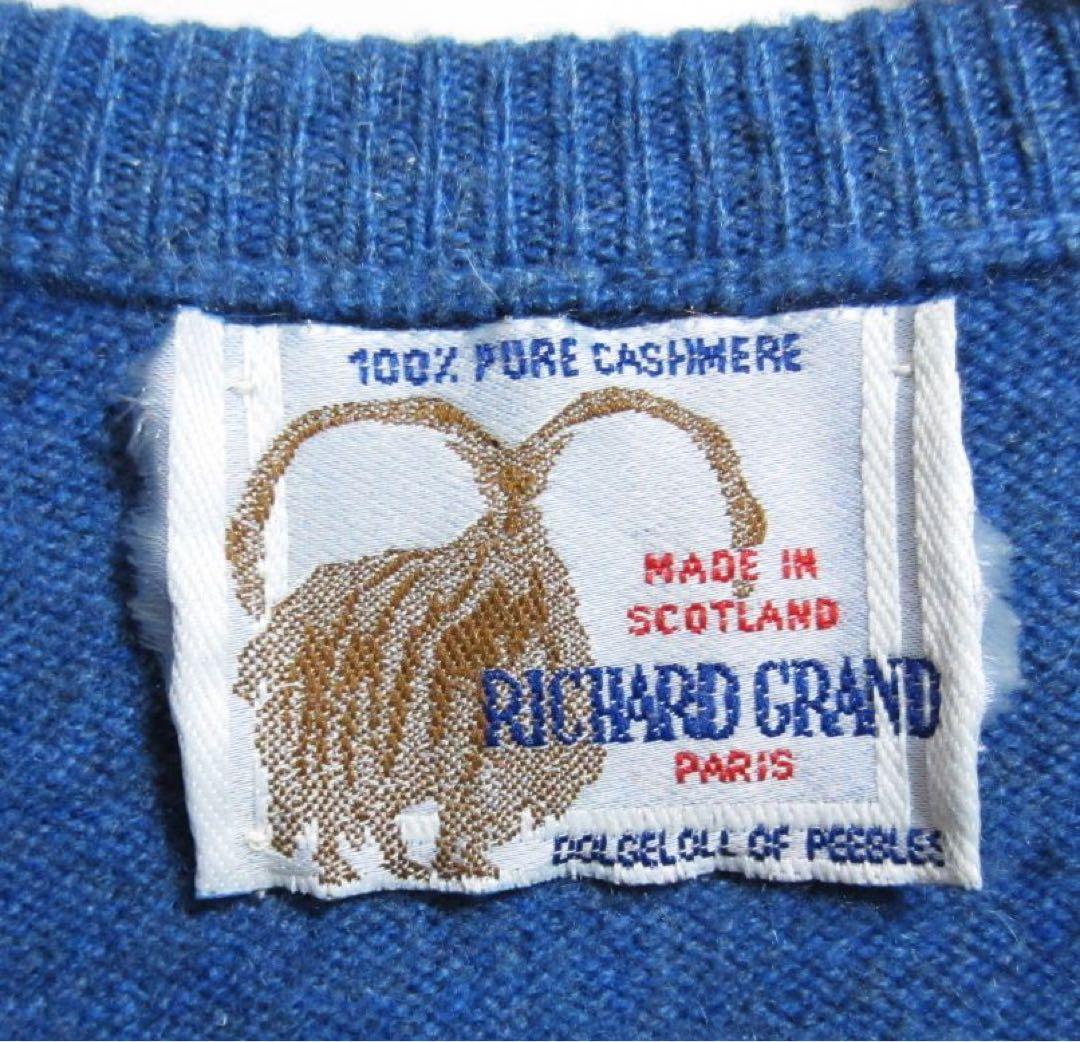 100% PURE CASHMERE
MADE IN
SCOTLAND
RICHARD GRAND
PARIS
DOLGELOLL OF PEEBLES